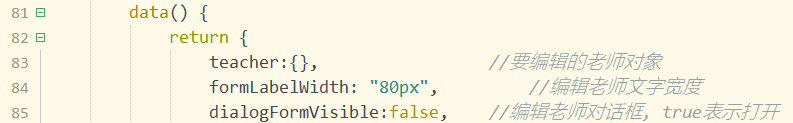 81 data() {
82 return {
83 teacher:{}, //要编辑的老师对象
84 formLabelWidth: "80px", //编辑老师文字宽度
85 dialogFormVisible:false, //编辑老师对话框, true表示打开